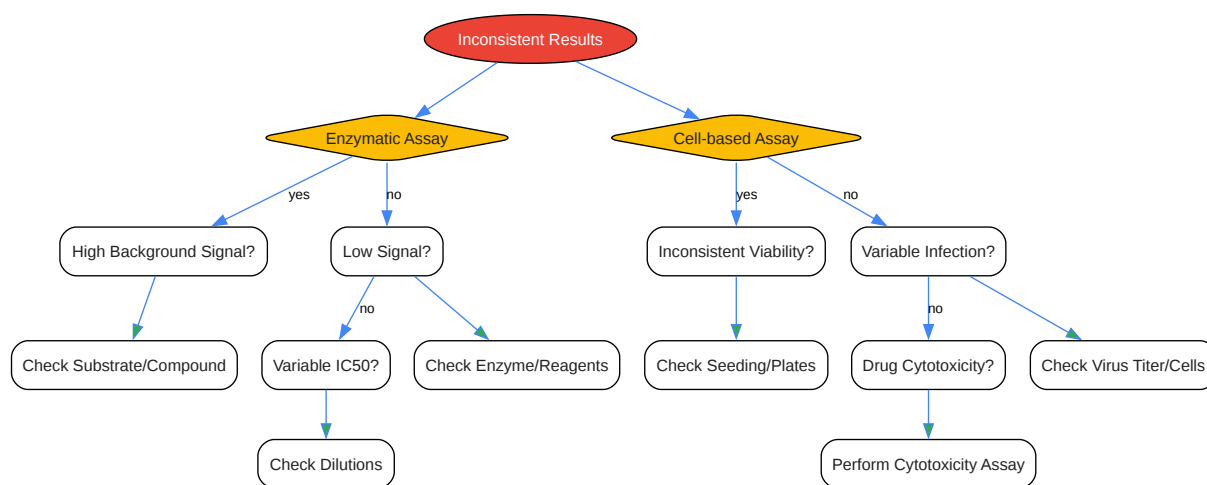 Inconsistent Results
Enzymatic Assay
Cell-based Assay
yes
no
yes
no
High Background Signal?
Low Signal?
Inconsistent Viability?
Variable Infection?
no
no
Check Substrate/Compound
Variable IC50?
Check Enzyme/Reagents
Check Seeding/Plates
Drug Cytotoxicity?
Check Virus Titer/Cells
Check Dilutions
Perform Cytotoxicity Assay